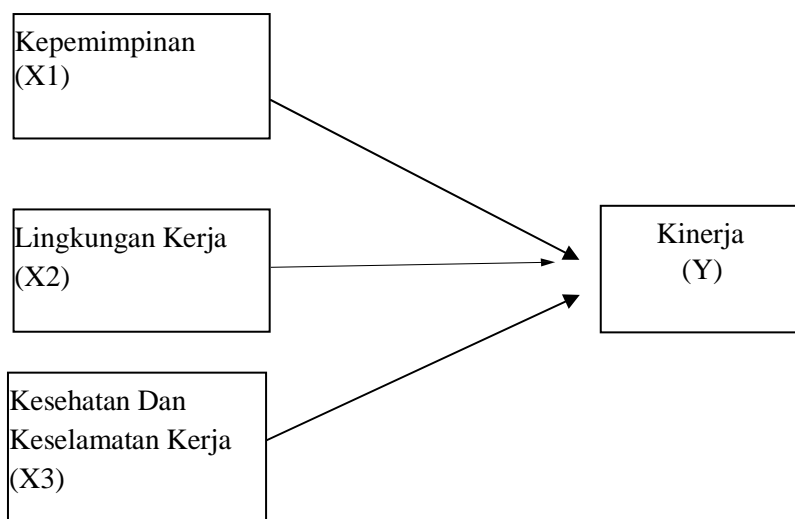 Kepemimpinan
(X1)
Lingkungan Kerja
(X2)
Kinerja
(Y)
Kesehatan Dan
Keselamatan Kerja
(X3)